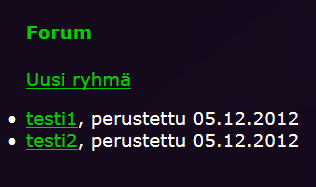 Forum
Uusi ryhmä
testi1, perustettu 05.12.2012
testi2, perustettu 05.12.2012